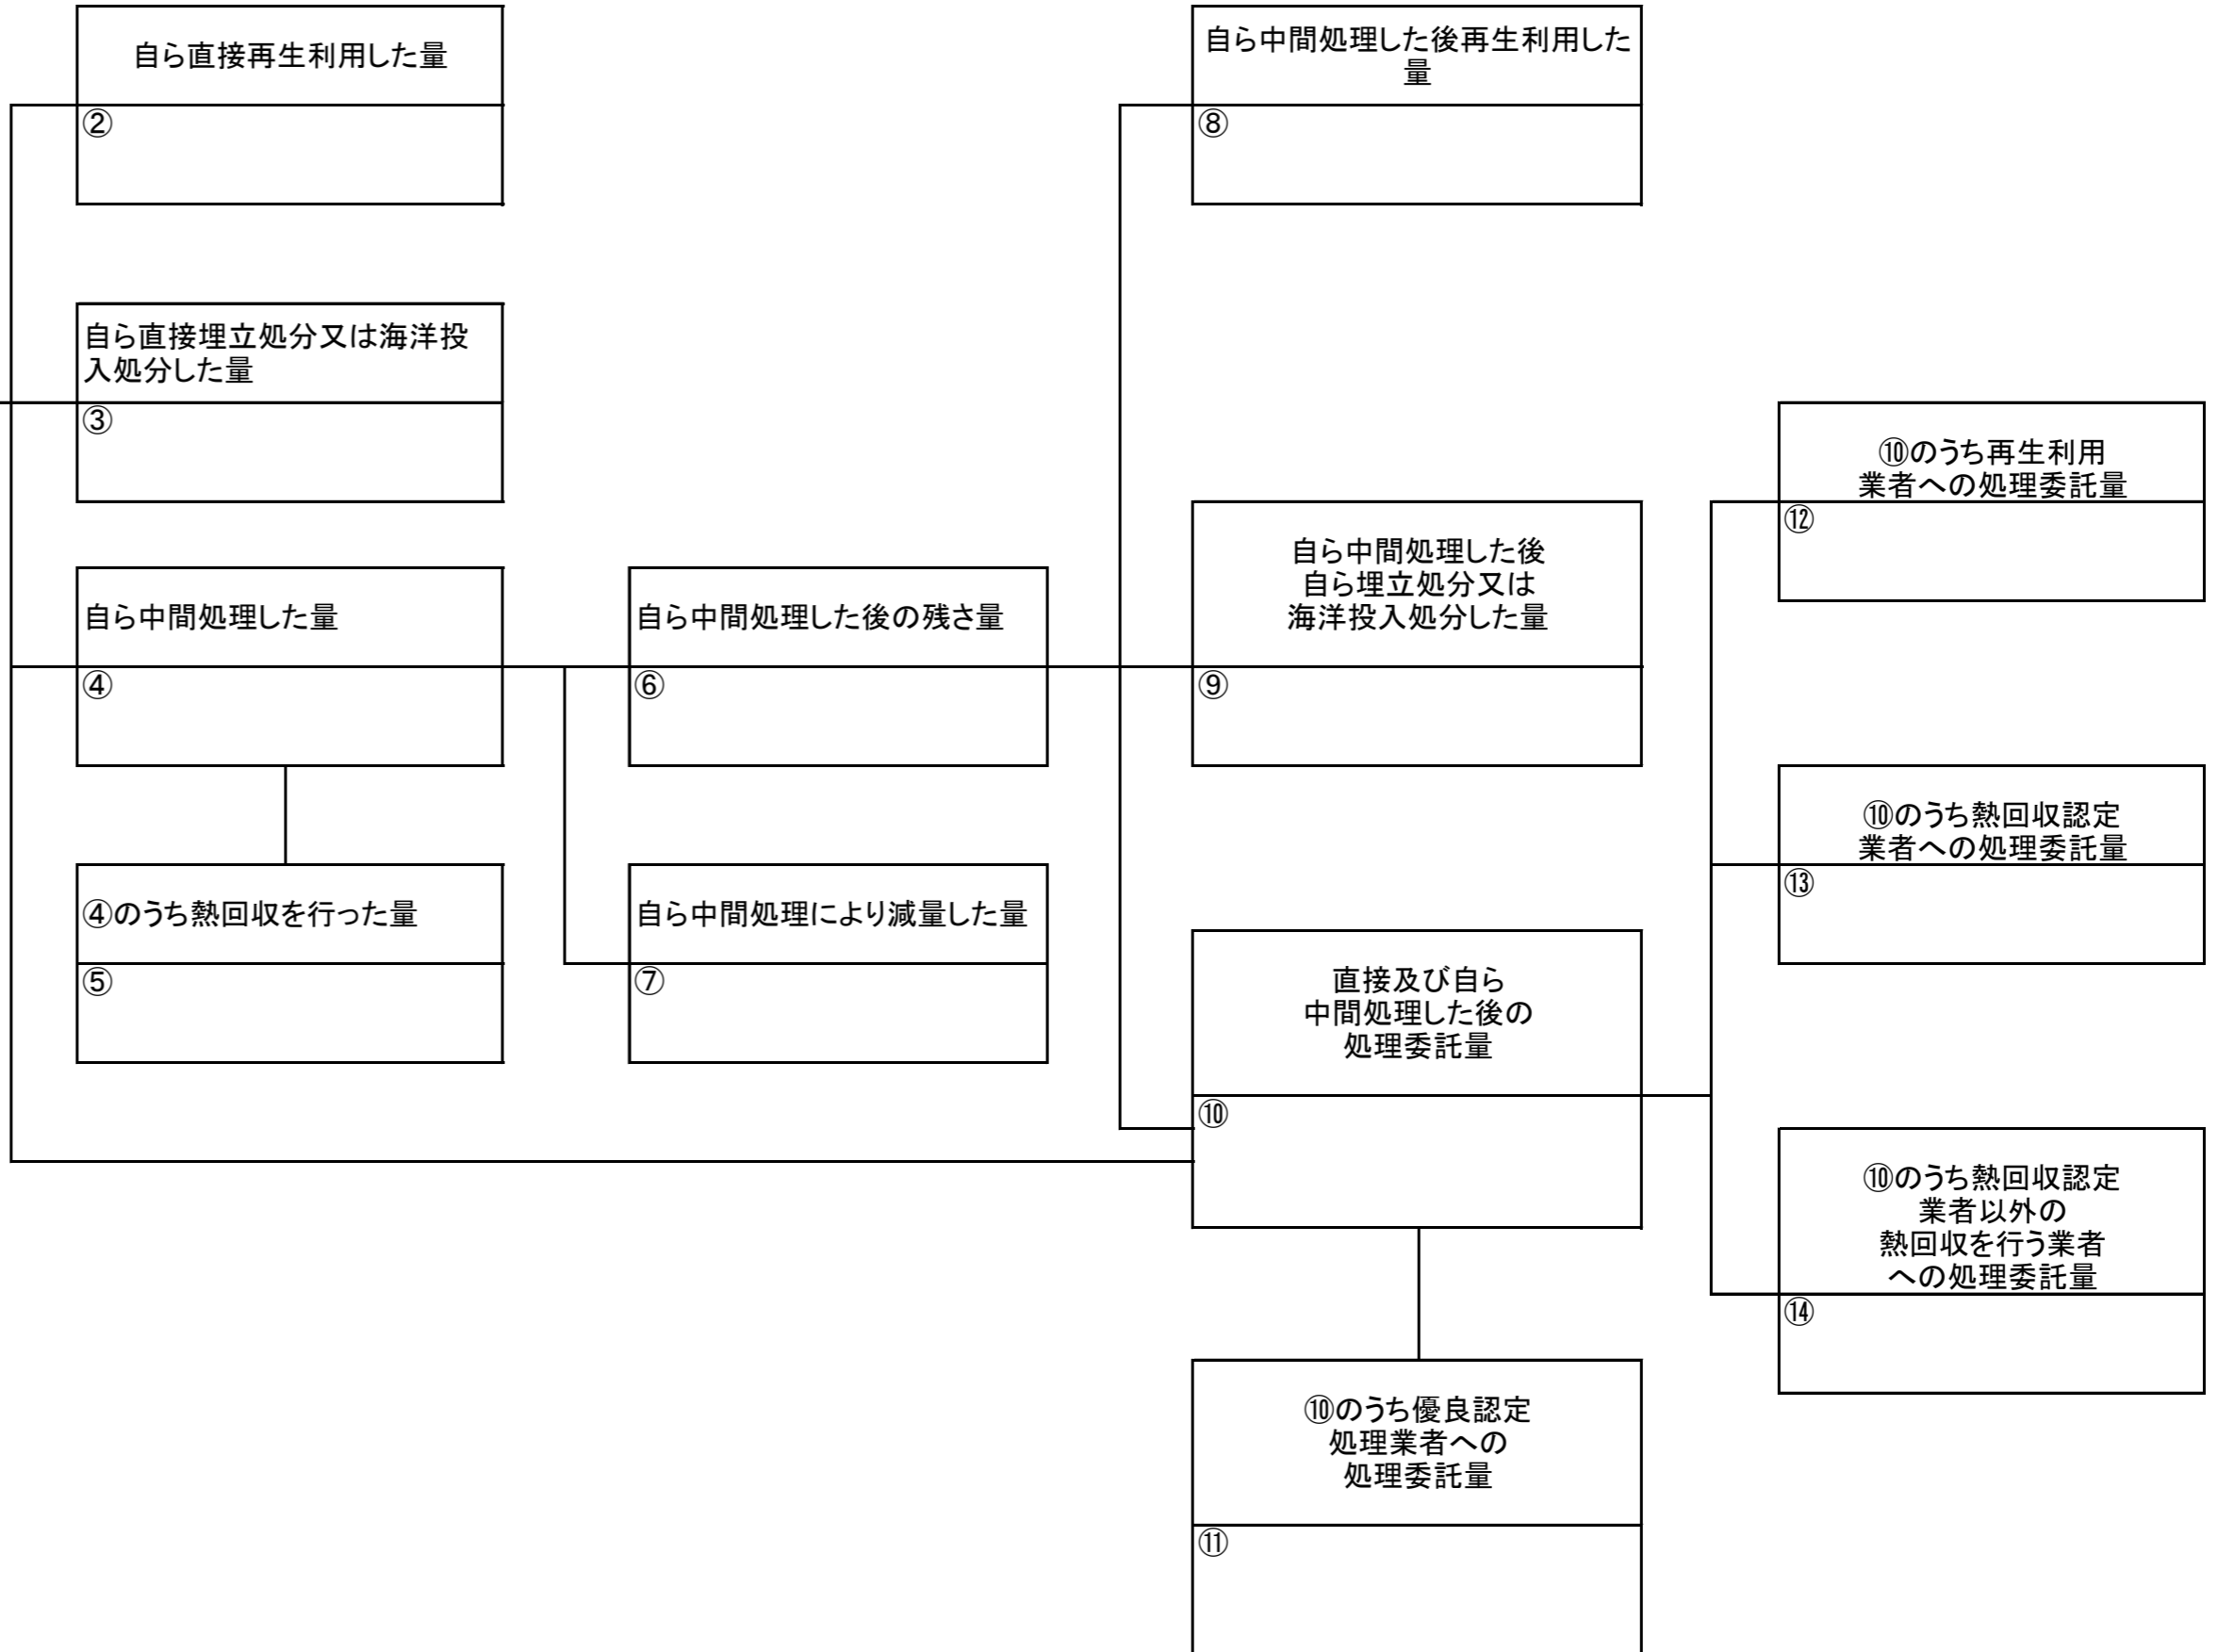 自ら直接再生利用した量
②
自ら直接埋立処分又は海洋投
入処分した量
③
自ら中間処理した量
④
④のうち熱回収を行った量
⑤
自ら中間処理した後の残さ量
⑥
自ら中間処理により減量した量
⑦
自ら中間処理した後再生利用した
量
⑧
自ら中間処理した後
自ら埋立処分又は
海洋投入処分した量
⑨
直接及び自ら
中間処理した後の
処理委託量
⑩
⑩のうち優良認定
処理業者への
処理委託量
⑪
⑩のうち再生利用
業者への処理委託量
⑫
⑩のうち熱回収認定
業者への処理委託量
⑬
⑩のうち熱回収認定
業者以外の
熱回収を行う業者
への処理委託量
⑭